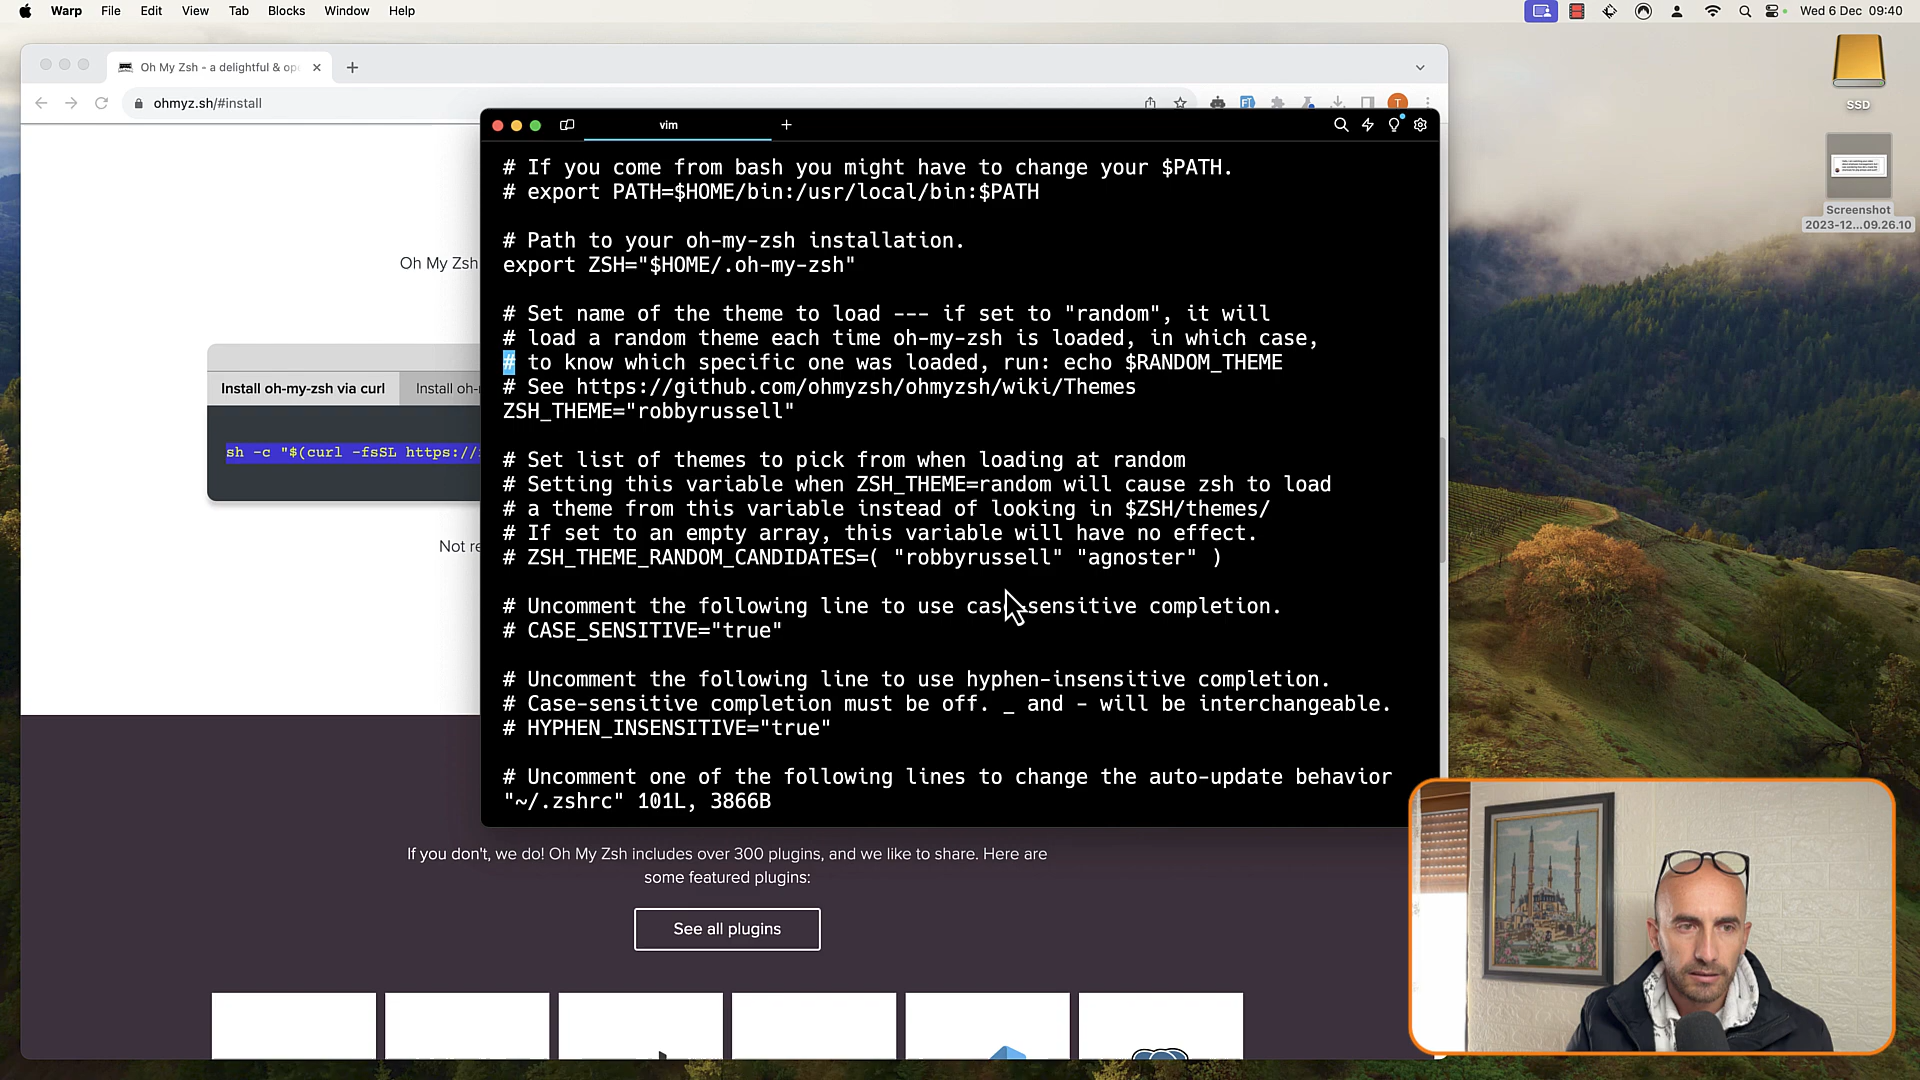 Warp File Edit View Tab Blocks Window Help
Wed 6 Dec 09:40
Oh My Zsh - a delightful & op
ohmyz.sh/#install
T
SSD
Screenshot
2023-12...09.26.10
vim
# If you come from bash you might have to change your $PATH.
# export PATH=$HOME/bin:/usr/local/bin:$PATH
# Path to your oh-my-zsh installation.
export ZSH="$HOME/.oh-my-zsh"
# Set name of the theme to load --- if set to "random", it will
# load a random theme each time oh-my-zsh is loaded, in which case,
# to know which specific one was loaded, run: echo $RANDOM_THEME
# See https://github.com/ohmyzsh/ohmyzsh/wiki/Themes
ZSH_THEME="robbyrussell"
# Set list of themes to pick from when loading at random
# Setting this variable when ZSH_THEME=random will cause zsh to load
# a theme from this variable instead of looking in $ZSH/themes/
# If set to an empty array, this variable will have no effect.
# ZSH_THEME_RANDOM_CANDIDATES=( "robbyrussell" "agnoster" )
# Uncomment the following line to use case-sensitive completion.
# CASE_SENSITIVE="true"
# Uncomment the following line to use hyphen-insensitive completion.
# Case-sensitive completion must be off. _ and - will be interchangeable.
# HYPHEN_INSENSITIVE="true"
# Uncomment one of the following lines to change the auto-update behavior
"~/.zshrc" 101L, 3866B
Oh My Zsh
Install oh-my-zsh via curl
Install oh-
sh -c "$(curl -fsSL https://
Not re
If you don't, we do! Oh My Zsh includes over 300 plugins, and we like to share. Here are
some featured plugins:
See all plugins